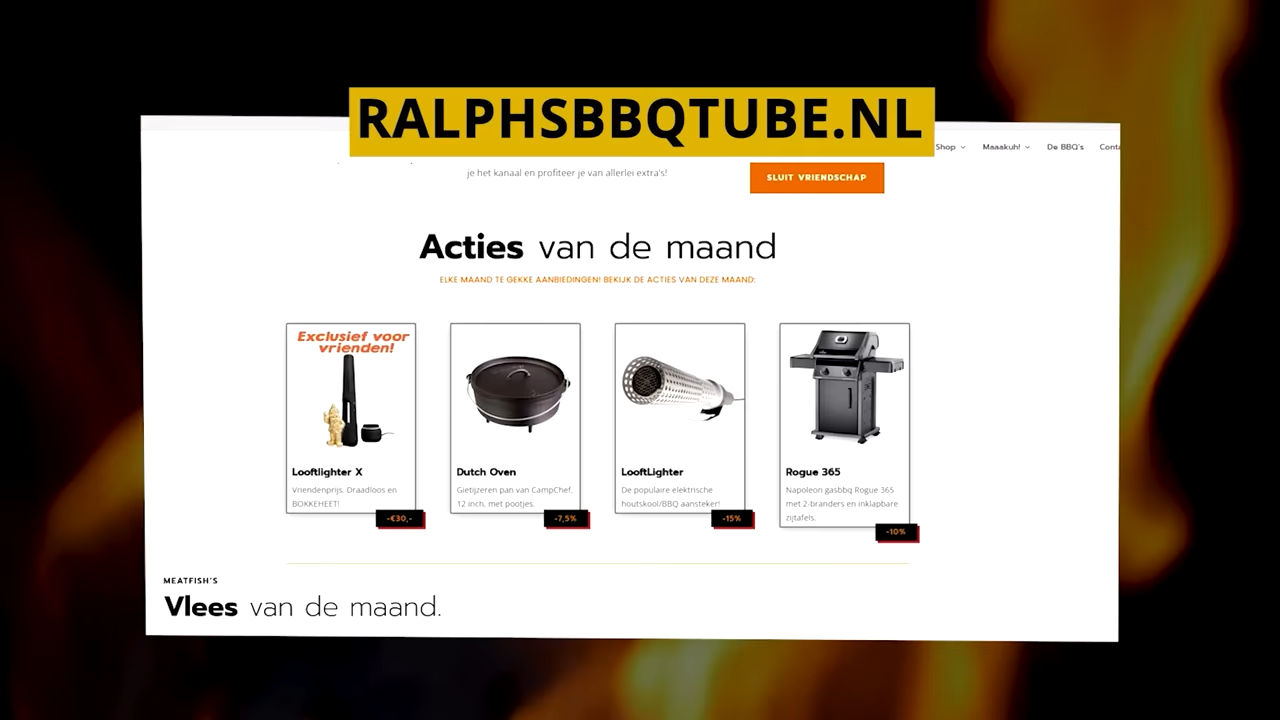 RALPHSBBQTUBE.NL
Shop
Maaakuh!
De BBQ's
je het kanaal en profiteer je van allerlei extra's!
SLUIT VRIENDSCHAP
Acties van de maand
ELKE MAAND TE GEKKE AANBIEDINGEN! BEKIJK DE ACTIES VAN DEZE MAAND:
Exclusief voor
vrienden!
Looftlighter X
Vriendenprijs. Draadloos en
BOKKEHEET!
-€30,-
Dutch Oven
Gietijzeren pan van CampChef.
12 inch, met pootjes.
-7,5%
LooftLighter
De populaire elektrische
houtskool/BBQ aansteker!
-15%
Rogue 365
Napoleon gasbbq Rogue 365
met 2-branders en inklapbare
zijtafels.
-10%
MEATFISH'S
Vlees van de maand.